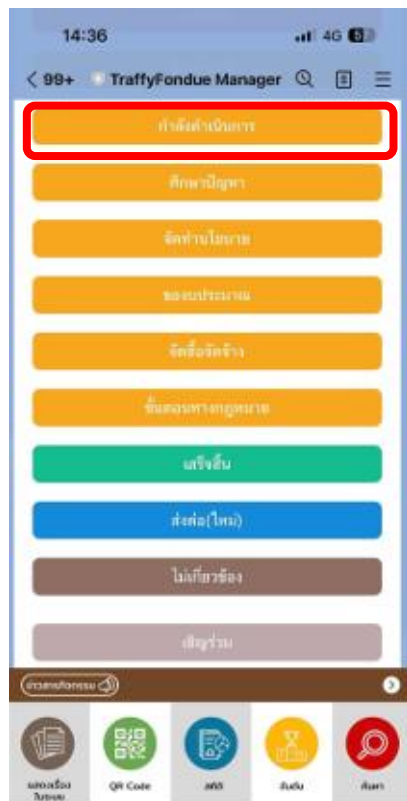 14:36
4G
< 99+ TraffyFondue Manager
กำลังดำเนินการ
ศึกษาปัญหา
จัดทำนโยบาย
ของบประมาณ
จัดซื้อจัดจ้าง
ขั้นตอนทางกฎหมาย
เสร็จสิ้น
ส่งต่อ(ใหม่)
ไม่เกี่ยวข้อง
เชิญร่วม
ข่าวสาร/กิจกรรม
QR Code
สถิติ
อันดับ
ค้นหา